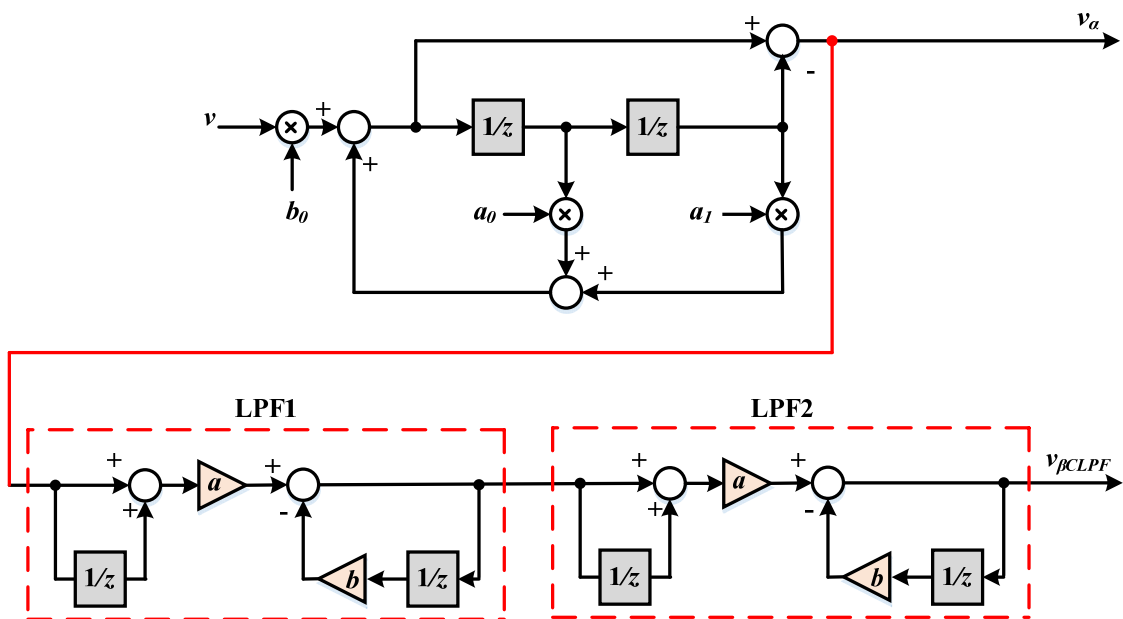 + vα
-
v + 1/z 1/z
+
b0 a0 a1
+ +
LPF1 LPF2
+ + + + vβCLPF
a a
+ - + -
1/z b 1/z 1/z b 1/z